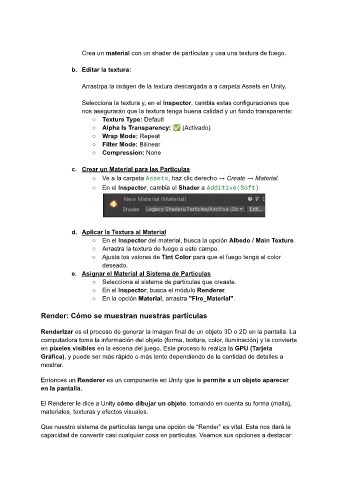 Crea un material con un shader de partículas y usa una textura de fuego.
b. Editar la textura:
Arrastrpa la imágen de la textura descargada a a carpeta Assets en Unity.
Selecciona la textura y, en el Inspector, cambia estas configuraciones que
nos asegurarán que la textura tenga buena calidad y un fondo transparente:
○ Texture Type: Default
○ Alpha Is Transparency: ✅ (Activado)
○ Wrap Mode: Repeat
○ Filter Mode: Bilinear
○ Compression: None
c. Crear un Material para las Partículas
○ Ve a la carpeta Assets, haz clic derecho → Create → Material.
○ En el Inspector, cambia el Shader a Additive(Soft)
New Material (Material)
Shader Legacy Shaders/Particles/Additive (So Edit...
d. Aplicar la Textura al Material
○ En el Inspector del material, busca la opción Albedo / Main Texture.
○ Arrastra la textura de fuego a este campo.
○ Ajusta los valores de Tint Color para que el fuego tenga el color
deseado.
e. Asignar el Material al Sistema de Partículas
○ Selecciona el sistema de partículas que creaste.
○ En el Inspector, busca el módulo Renderer.
○ En la opción Material, arrastra "Fire_Material".
Render: Cómo se muestran nuestras partículas
Renderizar es el proceso de generar la imagen final de un objeto 3D o 2D en la pantalla. La
computadora toma la información del objeto (forma, textura, color, iluminación) y la convierte
en píxeles visibles en la escena del juego. Este proceso lo realiza la GPU (Tarjeta
Gráfica), y puede ser más rápido o más lento dependiendo de la cantidad de detalles a
mostrar.
Entonces un Renderer es un componente en Unity que le permite a un objeto aparecer
en la pantalla.
El Renderer le dice a Unity cómo dibujar un objeto, tomando en cuenta su forma (malla),
materiales, texturas y efectos visuales.
Que nuestro sistema de partículas tenga una opción de "Render" es vital. Esta nos dará la
capacidad de convertir casi cualquier cosa en partículas. Veamos sus opciones a destacar: